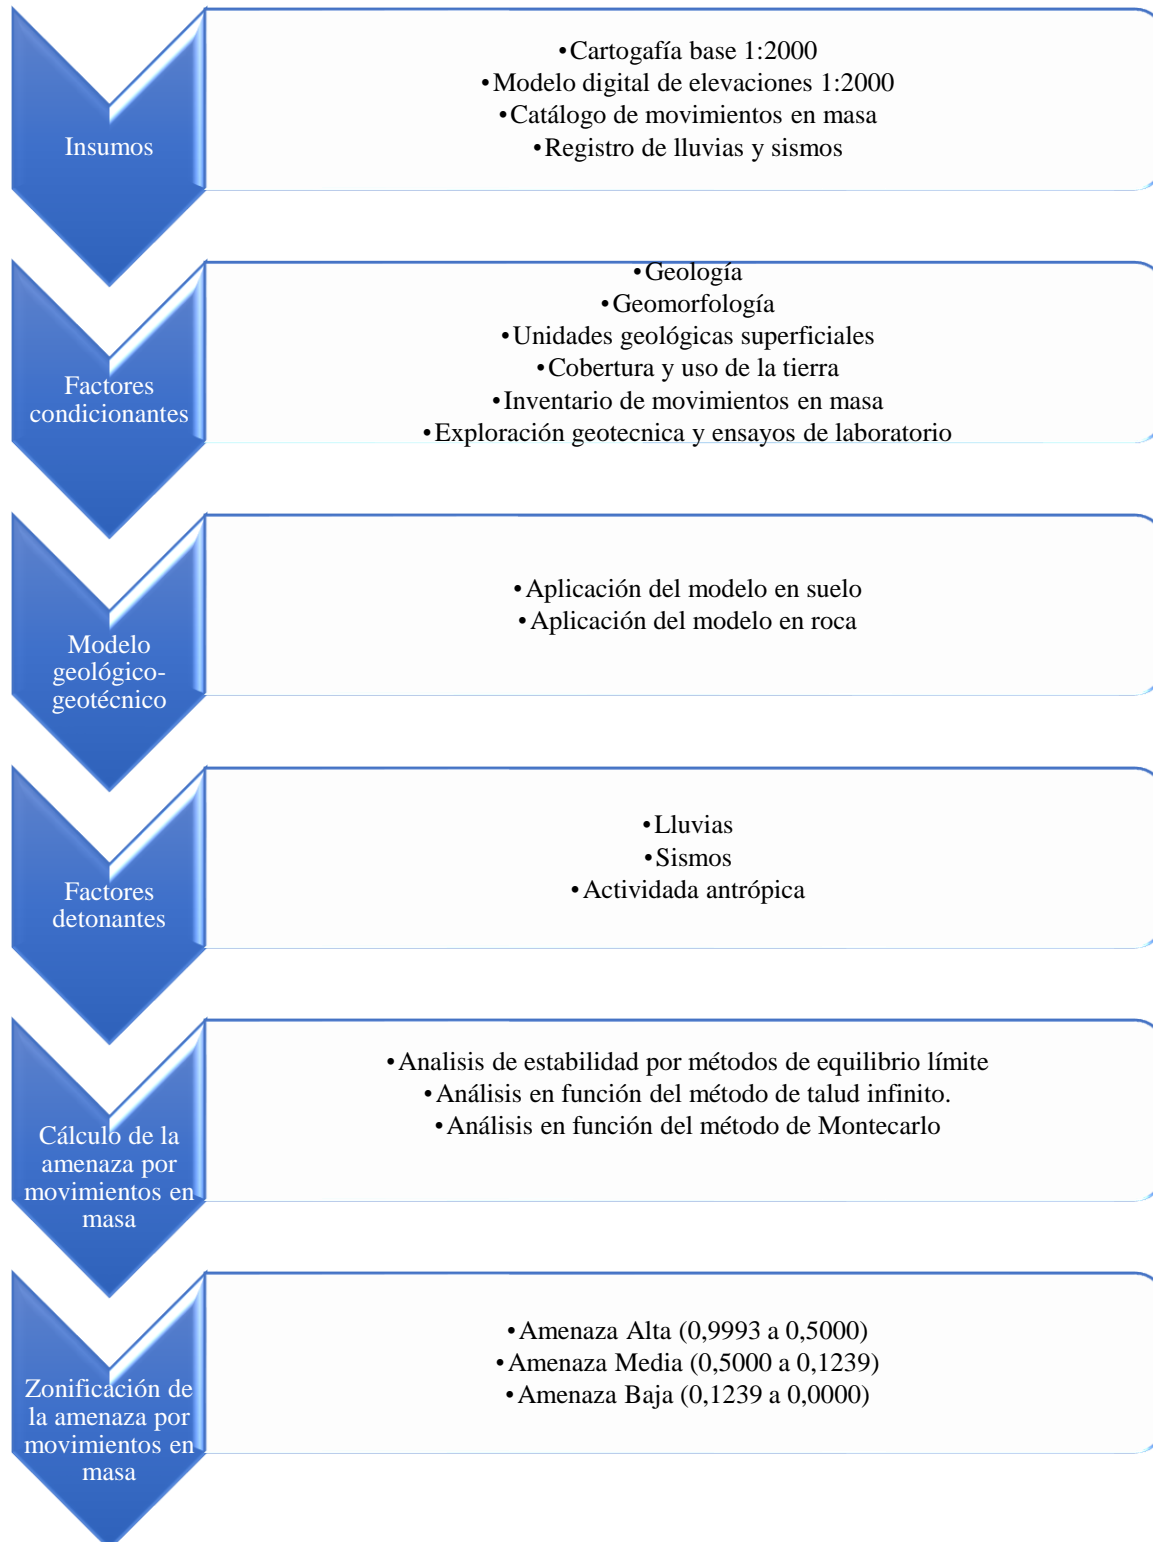 Insumos
•Cartogafía base 1:2000
•Modelo digital de elevaciones 1:2000
•Catálogo de movimientos en masa
•Registro de lluvias y sismos
Factores
condicionantes
•Geología
•Geomorfología
•Unidades geológicas superficiales
•Cobertura y uso de la tierra
•Inventario de movimientos en masa
•Exploración geotecnica y ensayos de laboratorio
Modelo
geológico-
geotécnico
•Aplicación del modelo en suelo
•Aplicación del modelo en roca
Factores
detonantes
•Lluvias
•Sismos
•Actividada antrópica
Cálculo de la
amenaza por
movimientos en
masa
•Analisis de estabilidad por métodos de equilibrio límite
•Análisis en función del método de talud infinito.
•Análisis en función del método de Montecarlo
Zonificación de
la amenaza por
movimientos en
masa
•Amenaza Alta (0,9993 a 0,5000)
•Amenaza Media (0,5000 a 0,1239)
•Amenaza Baja (0,1239 a 0,0000)